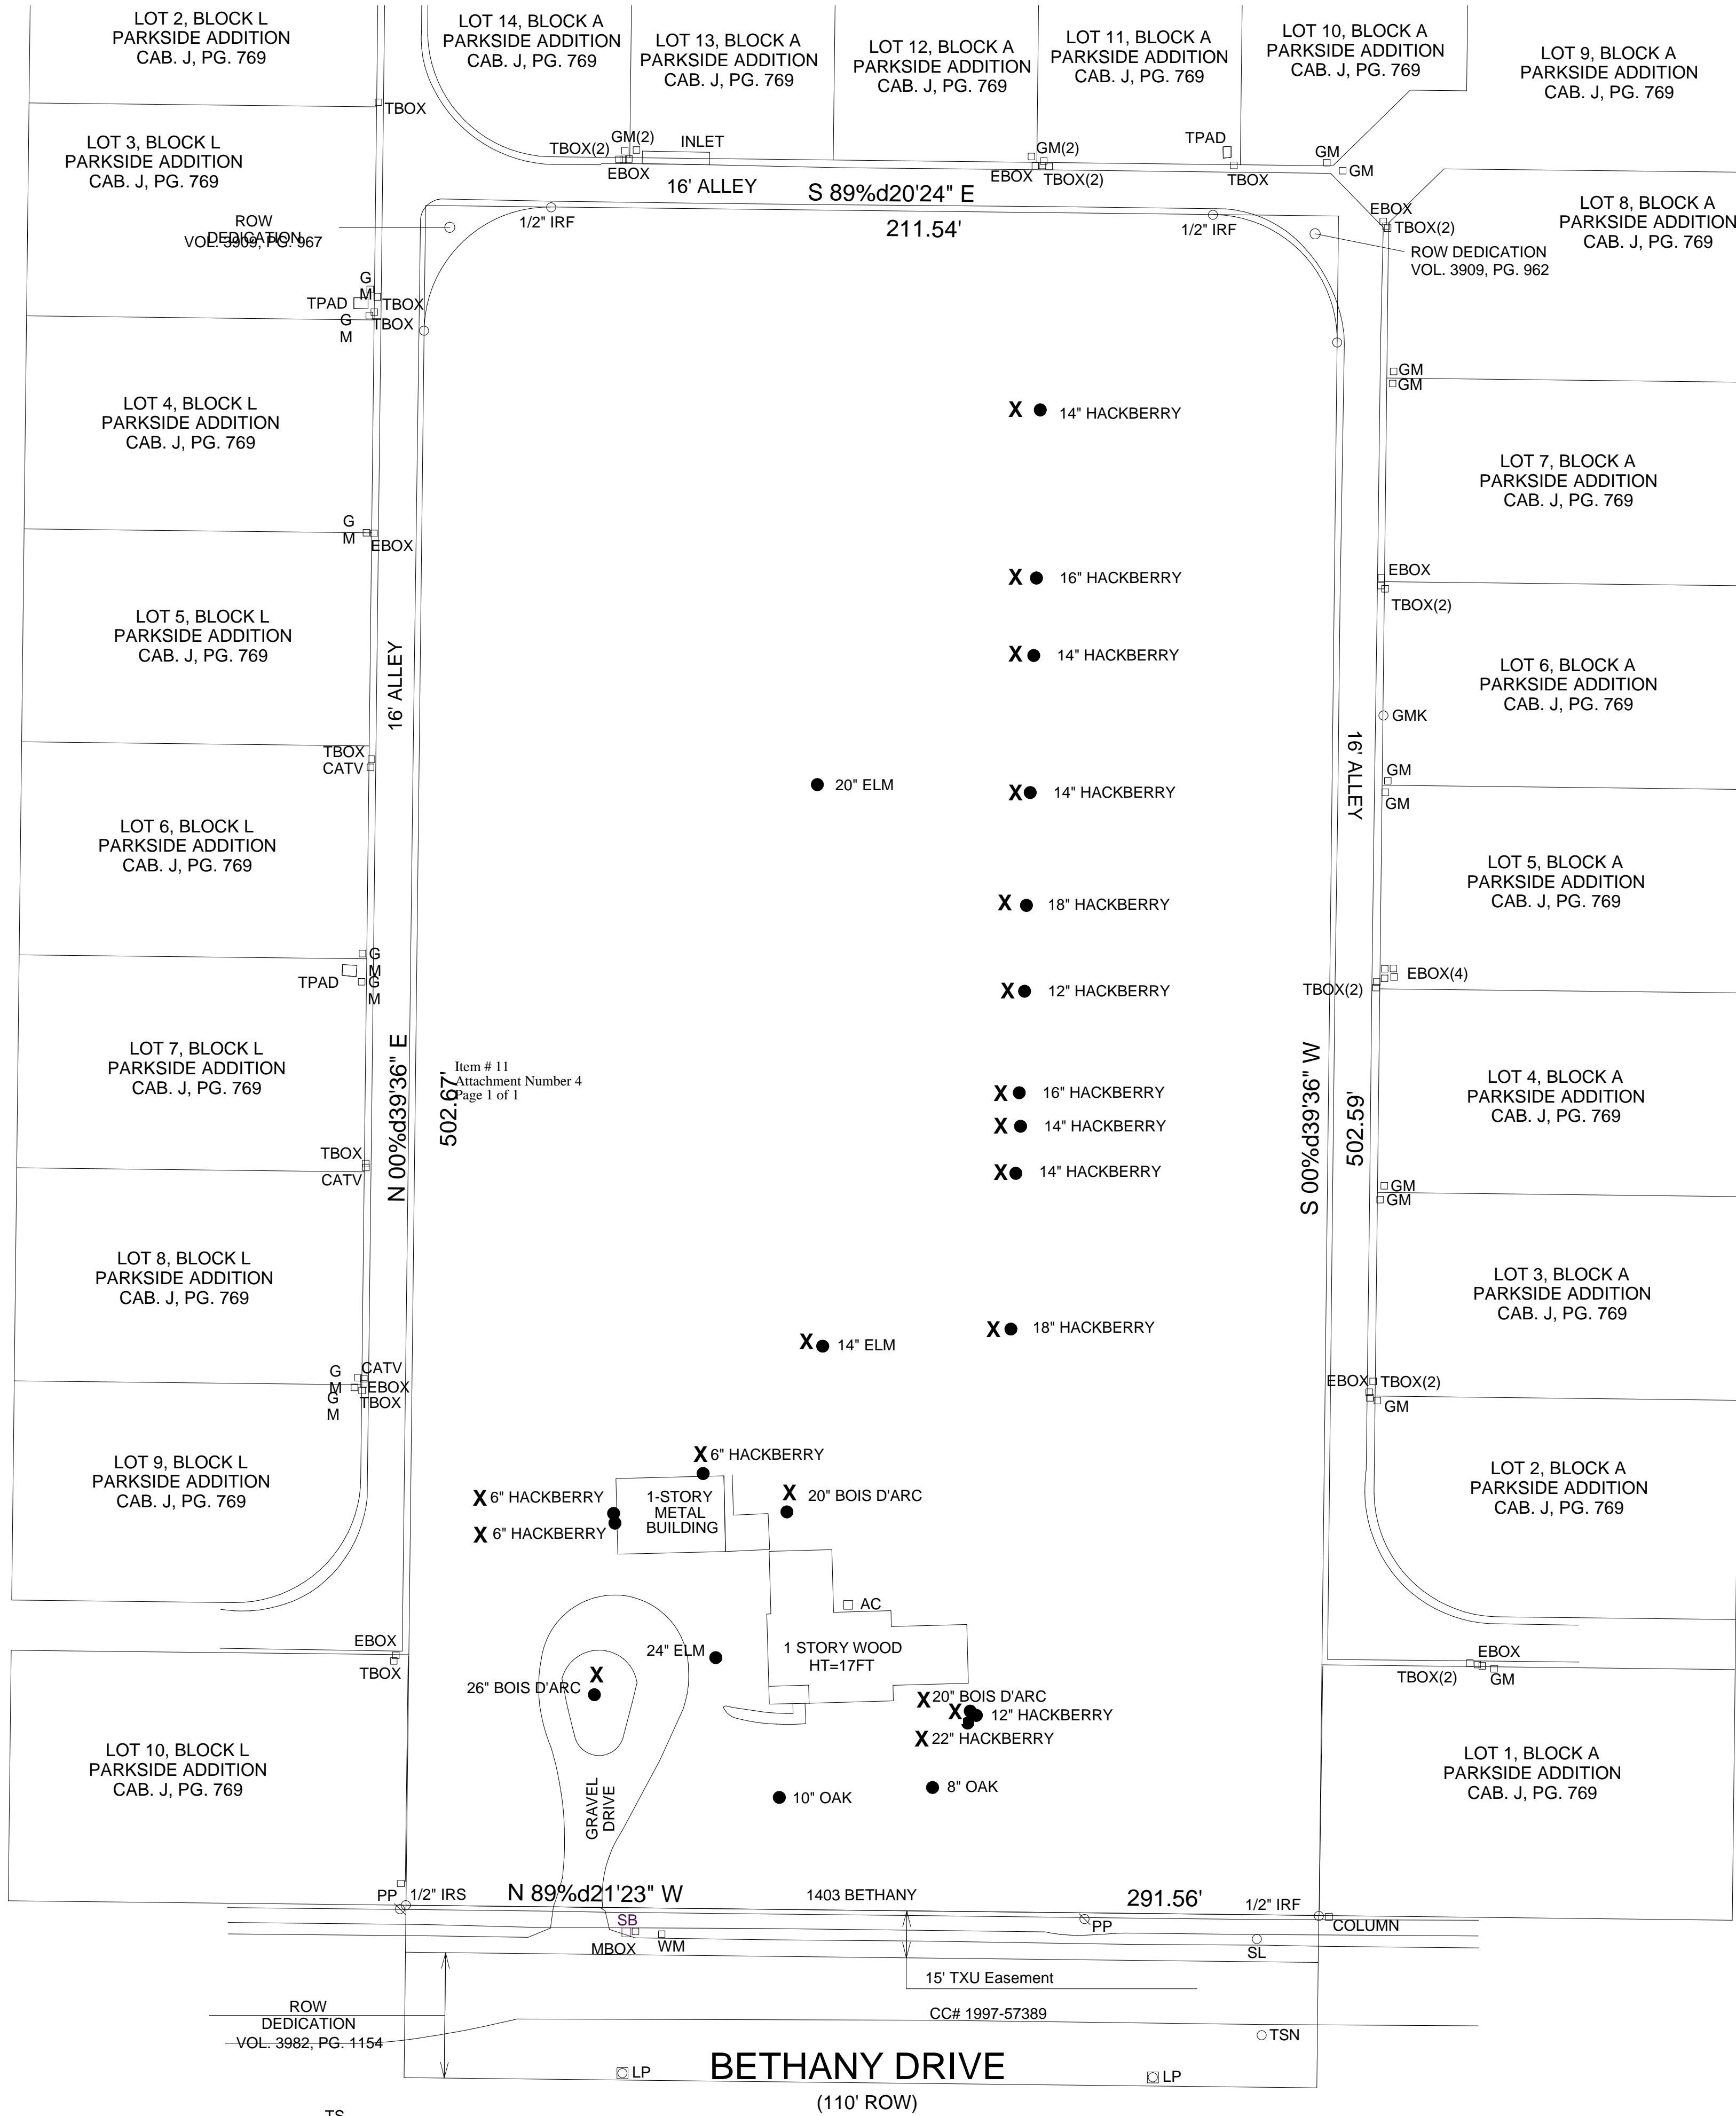 LOT 2, BLOCK L
PARKSIDE ADDITION
CAB. J, PG. 769
LOT 14, BLOCK A
PARKSIDE ADDITION
CAB. J, PG. 769
LOT 13, BLOCK A
PARKSIDE ADDITION
CAB. J, PG. 769
LOT 12, BLOCK A
PARKSIDE ADDITION
CAB. J, PG. 769
LOT 11, BLOCK A
PARKSIDE ADDITION
CAB. J, PG. 769
LOT 10, BLOCK A
PARKSIDE ADDITION
CAB. J, PG. 769
LOT 9, BLOCK A
PARKSIDE ADDITION
CAB. J, PG. 769
TBOX
LOT 3, BLOCK L
PARKSIDE ADDITION
CAB. J, PG. 769
TBOX(2)
GM(2)
INLET
EBOX
GM(2)
EBOX
TBOX(2)
TPAD
TBOX
GM
GM
16' ALLEY
S 89%d20'24" E
211.54'
1/2" IRF
1/2" IRF
ROW
DEDICATION
VOL. 3909, PG. 967
EBOX
TBOX(2)
ROW DEDICATION
VOL. 3909, PG. 962
LOT 8, BLOCK A
PARKSIDE ADDITION
CAB. J, PG. 769
G
M
TPAD
TBOX
G
M
TBOX
GM
GM
LOT 4, BLOCK L
PARKSIDE ADDITION
CAB. J, PG. 769
X
14" HACKBERRY
LOT 7, BLOCK A
PARKSIDE ADDITION
CAB. J, PG. 769
G
M
EBOX
X
16" HACKBERRY
EBOX
TBOX(2)
LOT 5, BLOCK L
PARKSIDE ADDITION
CAB. J, PG. 769
16' ALLEY
X
14" HACKBERRY
LOT 6, BLOCK A
PARKSIDE ADDITION
CAB. J, PG. 769
GMK
TBOX
CATV
20" ELM
X
14" HACKBERRY
16' ALLEY
GM
GM
LOT 6, BLOCK L
PARKSIDE ADDITION
CAB. J, PG. 769
X
18" HACKBERRY
LOT 5, BLOCK A
PARKSIDE ADDITION
CAB. J, PG. 769
G
M
TPAD
G
M
X
12" HACKBERRY
TBOX(2)
EBOX(4)
LOT 7, BLOCK L
PARKSIDE ADDITION
CAB. J, PG. 769
N 00%d39'36" E
502.67'
Item # 11
Attachment Number 4
Page 1 of 1
X
16" HACKBERRY
X
14" HACKBERRY
X
14" HACKBERRY
S 00%d39'36" W
502.59'
LOT 4, BLOCK A
PARKSIDE ADDITION
CAB. J, PG. 769
TBOX
CATV
GM
GM
LOT 8, BLOCK L
PARKSIDE ADDITION
CAB. J, PG. 769
X
14" ELM
X
18" HACKBERRY
LOT 3, BLOCK A
PARKSIDE ADDITION
CAB. J, PG. 769
G
M
CATV
EBOX
G
M
TBOX
EBOX
TBOX(2)
GM
LOT 9, BLOCK L
PARKSIDE ADDITION
CAB. J, PG. 769
X
6" HACKBERRY
X
6" HACKBERRY
X
6" HACKBERRY
1-STORY
METAL
BUILDING
X
20" BOIS D'ARC
LOT 2, BLOCK A
PARKSIDE ADDITION
CAB. J, PG. 769
AC
EBOX
TBOX
24" ELM
1 STORY WOOD
HT=17FT
X
26" BOIS D'ARC
X
20" BOIS D'ARC
X
12" HACKBERRY
X
22" HACKBERRY
EBOX
TBOX(2)
GM
LOT 10, BLOCK L
PARKSIDE ADDITION
CAB. J, PG. 769
GRAVEL
DRIVE
10" OAK
8" OAK
LOT 1, BLOCK A
PARKSIDE ADDITION
CAB. J, PG. 769
PP
1/2" IRS
N 89%d21'23" W
1403 BETHANY
291.56'
1/2" IRF
COLUMN
SB
MBOX
WM
PP
SL
15' TXU Easement
CC# 1997-57389
ROW
DEDICATION
VOL. 3982, PG. 1154
TSN
LP
BETHANY DRIVE
LP
(110' ROW)
TS